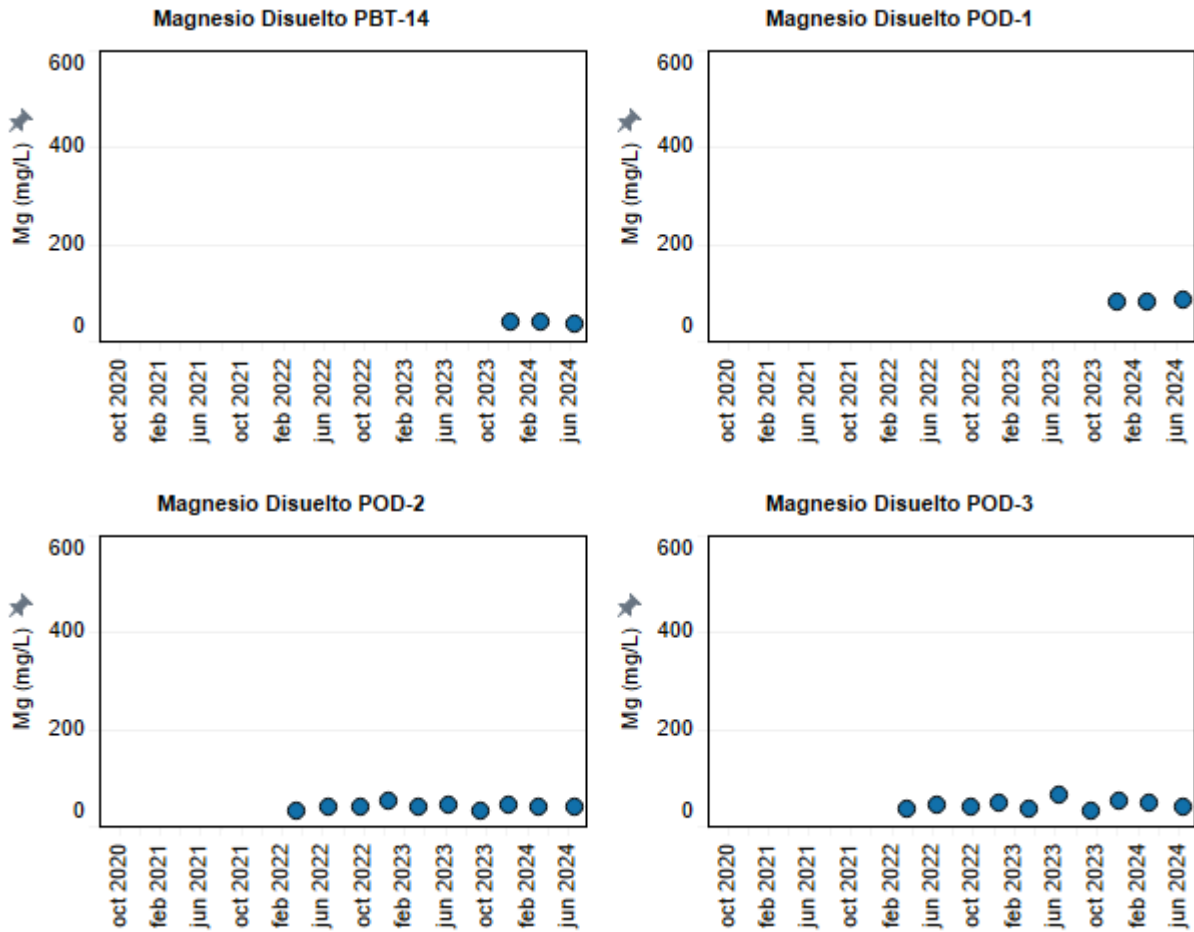 Magnesio Disuelto PBT-14
600
400
200
0
Mg (mg/L)
oct 2020
feb 2021
jun 2021
oct 2021
feb 2022
jun 2022
oct 2022
feb 2023
jun 2023
oct 2023
feb 2024
jun 2024
Magnesio Disuelto POD-1
600
400
200
0
Mg (mg/L)
oct 2020
feb 2021
jun 2021
oct 2021
feb 2022
jun 2022
oct 2022
feb 2023
jun 2023
oct 2023
feb 2024
jun 2024
Magnesio Disuelto POD-2
600
400
200
0
Mg (mg/L)
oct 2020
feb 2021
jun 2021
oct 2021
feb 2022
jun 2022
oct 2022
feb 2023
jun 2023
oct 2023
feb 2024
jun 2024
Magnesio Disuelto POD-3
600
400
200
0
Mg (mg/L)
oct 2020
feb 2021
jun 2021
oct 2021
feb 2022
jun 2022
oct 2022
feb 2023
jun 2023
oct 2023
feb 2024
jun 2024